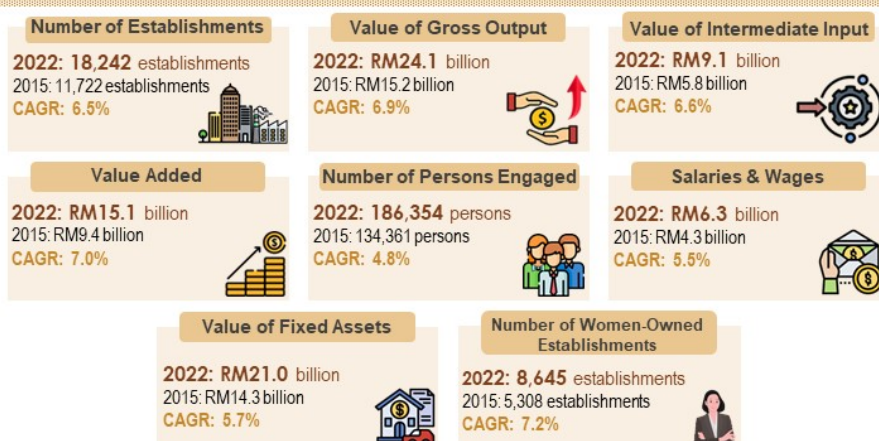 Number of Establishments
2022: 18,242 establishments
2015: 11,722 establishments
CAGR: 6.5%
Value of Gross Output
2022: RM24.1 billion
2015: RM15.2 billion
CAGR: 6.9%
Value of Intermediate Input
2022: RM9.1 billion
2015: RM5.8 billion
CAGR: 6.6%
Value Added
2022: RM15.1 billion
2015: RM9.4 billion
CAGR: 7.0%
Number of Persons Engaged
2022: 186,354 persons
2015: 134,361 persons
CAGR: 4.8%
Salaries & Wages
2022: RM6.3 billion
2015: RM4.3 billion
CAGR: 5.5%
Value of Fixed Assets
2022: RM21.0 billion
2015: RM14.3 billion
CAGR: 5.7%
Number of Women-Owned
Establishments
2022: 8,645 establishments
2015: 5,308 establishments
CAGR: 7.2%